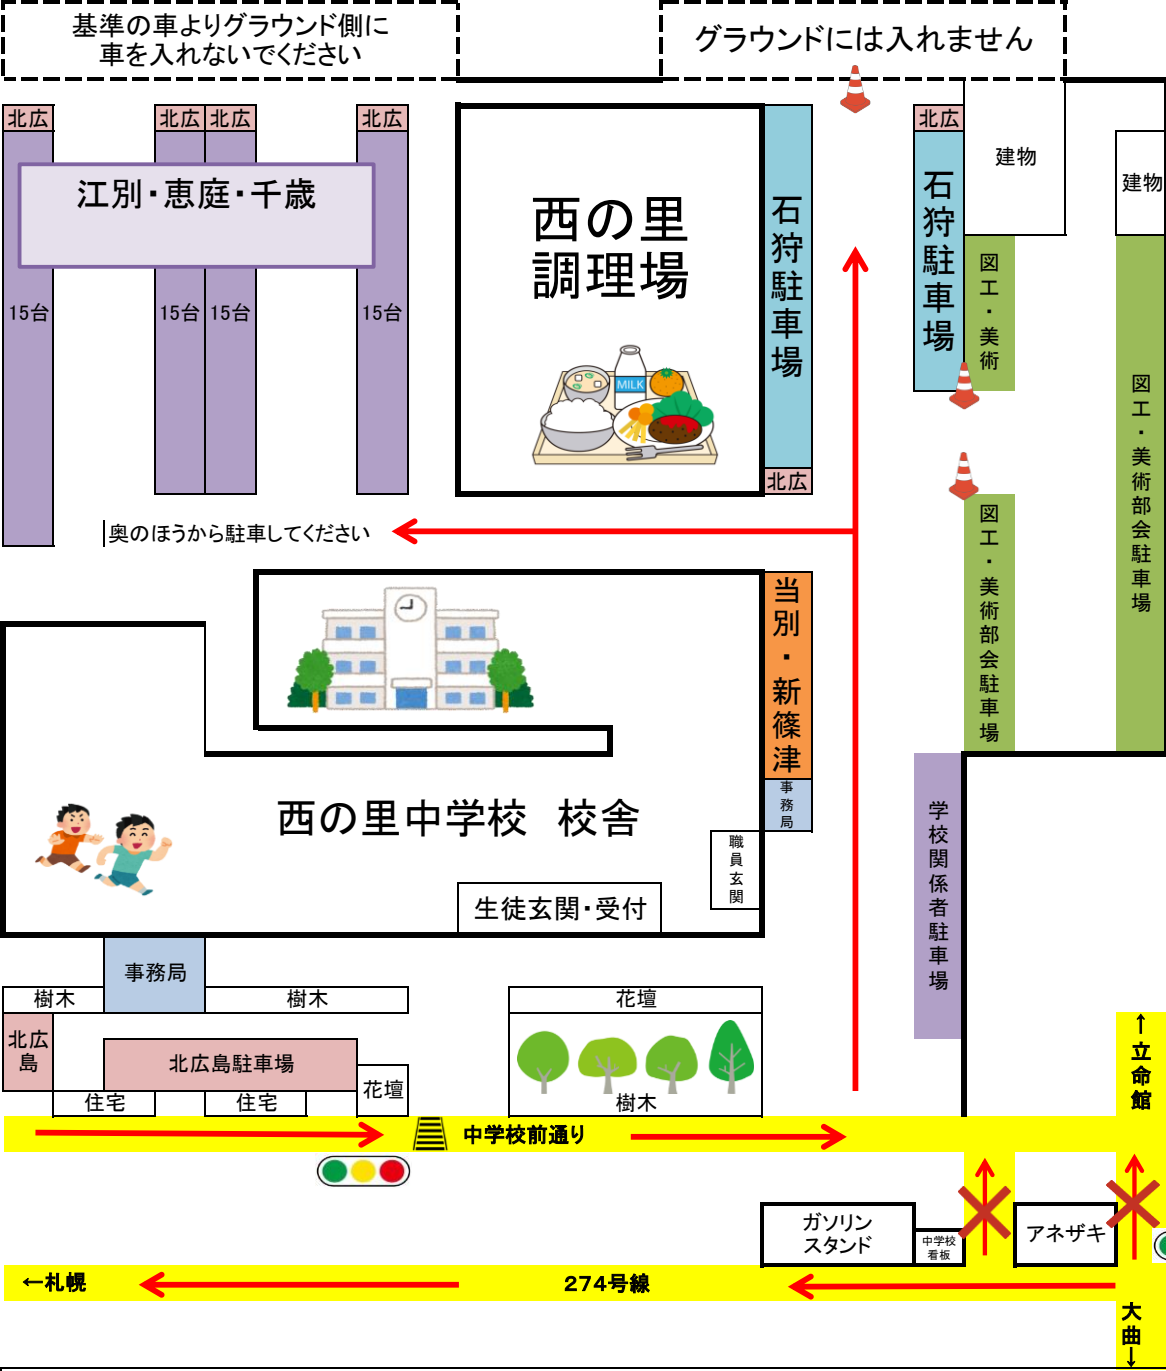 基準の車よりグラウンド側に
車を入れないでください
グラウンドには入れません
北広
北広
北広
北広
北広
江別・恵庭・千歳
15台
15台
15台
15台
西の里
調理場
MILK
石狩駐車場
北広
石狩駐車場
建物
建物
図工・美術
図工・美術部会駐車場
図工・美術部会駐車場
奥のほうから駐車してください
当別・新篠津
事務局
西の里中学校 校舎
職員玄関
生徒玄関・受付
学校関係者駐車場
事務局
樹木
樹木
花壇
北広
島
北広島駐車場
花壇
住宅
住宅
樹木
↑立命館
中学校前通り
ガソリン
スタンド
中学校
看板
アネザキ
←札幌
274号線
大曲↓